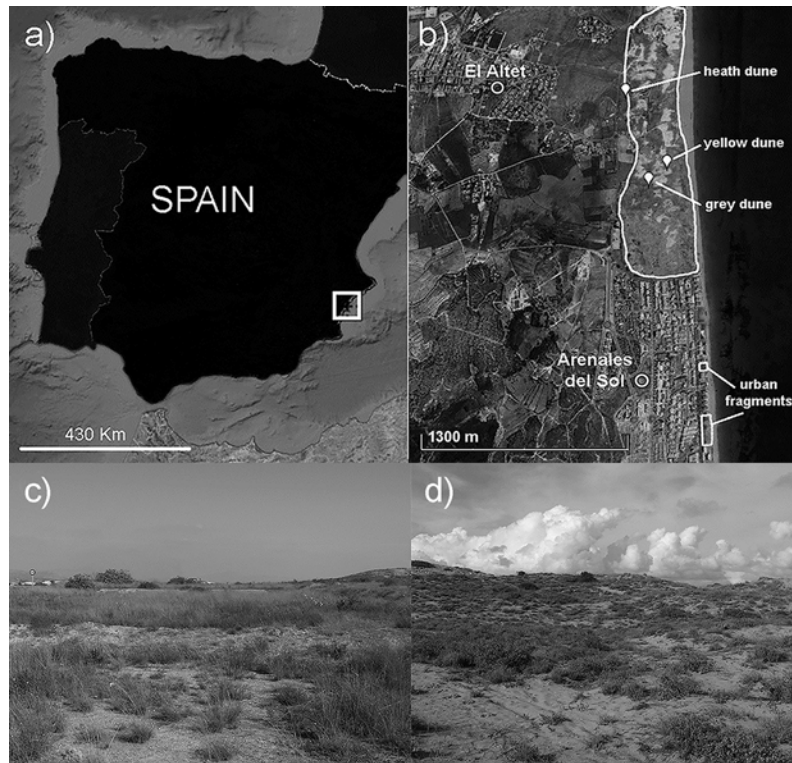 a)
SPAIN
430 Km
b)
El Altet
heath dune
yellow dune
grey dune
Arenales
del Sol
urban
fragments
1300 m
c)
d)